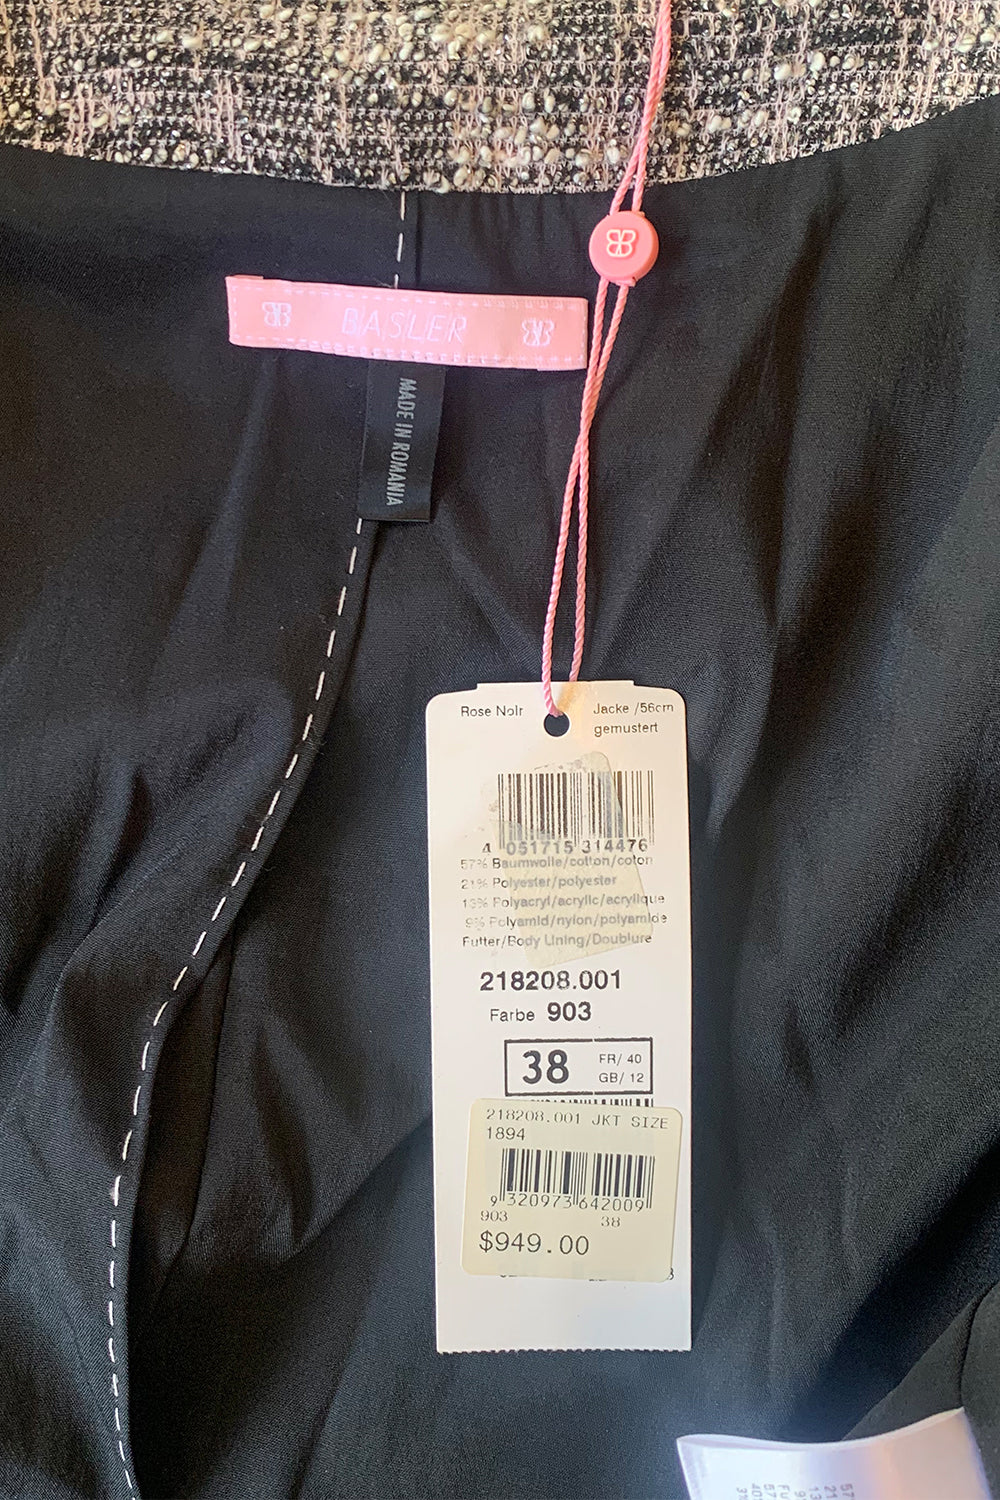 BASLER
MADE IN ROMANIA
Rose Noir
Jacke /56cm
gemustert
4 051715 314476
57% Baumwolle/cotton/coton
21% Polyester/polyester
13% Polyacryl/acrylic/acrylique
9% Polyamid/nylon/polyamide
Futter/Body Lining/Doublure
218208.001
Farbe 903
38
FR/ 40
GB/ 12
218208.001 JKT SIZE
1894
9 320973 642009
903 38
$949.00